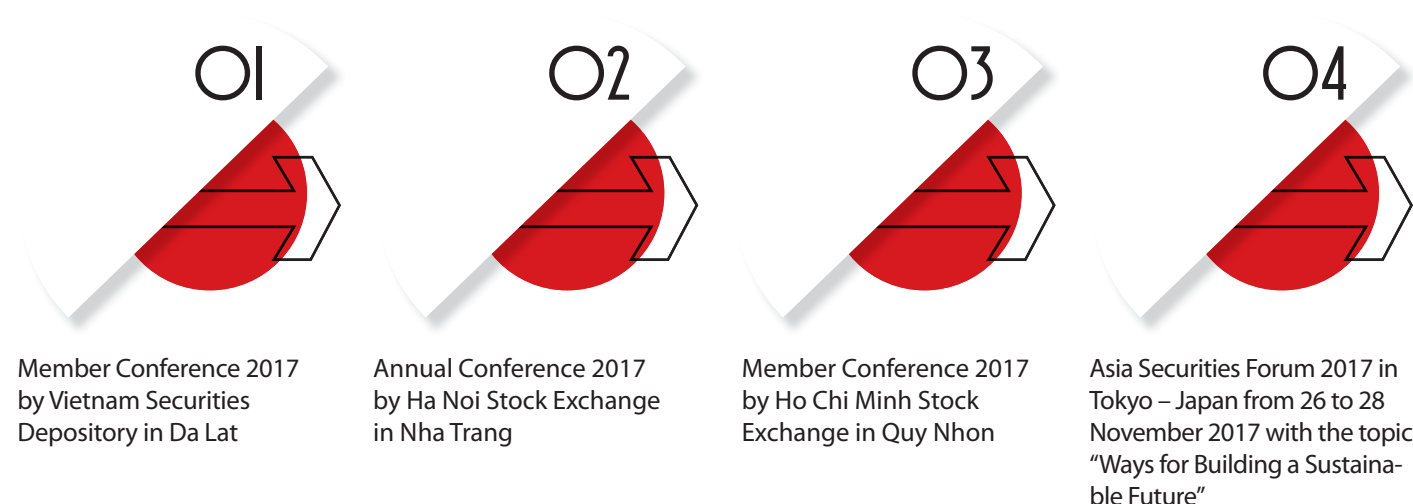 01
Member Conference 2017
by Vietnam Securities
Depository in Da Lat
02
Annual Conference 2017
by Ha Noi Stock Exchange
in Nha Trang
03
Member Conference 2017
by Ho Chi Minh Stock
Exchange in Quy Nhon
04
Asia Securities Forum 2017 in
Tokyo – Japan from 26 to 28
November 2017 with the topic
“Ways for Building a Sustaina-
ble Future”